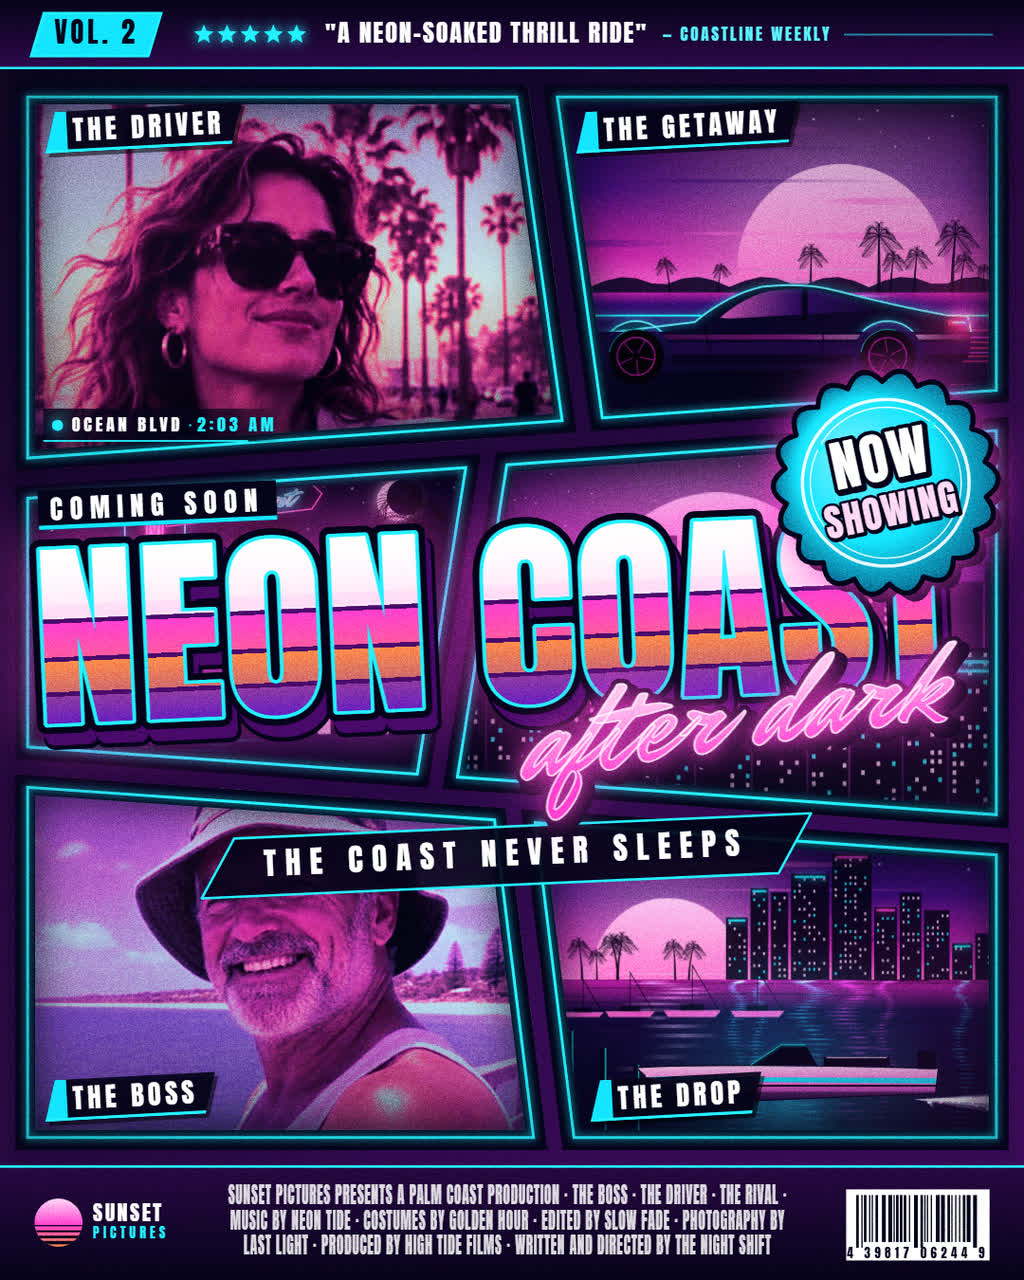 VOL. 2
"A NEON-SOAKED THRILL RIDE" – COASTLINE WEEKLY
THE DRIVER
THE GETAWAY
OCEAN BLVD · 2:03 AM
NOW
SHOWING
COMING SOON
NEON COAST
after dark
THE COAST NEVER SLEEPS
THE BOSS
THE DROP
SUNSET
PICTURES
SUNSET PICTURES PRESENTS A PALM COAST PRODUCTION · THE BOSS · THE DRIVER · THE RIVAL ·
MUSIC BY NEON TIDE · COSTUMES BY GOLDEN HOUR · EDITED BY SLOW FADE · PHOTOGRAPHY BY
LAST LIGHT · PRODUCED BY HIGH TIDE FILMS · WRITTEN AND DIRECTED BY THE NIGHT SHIFT
4 39817 06244 9